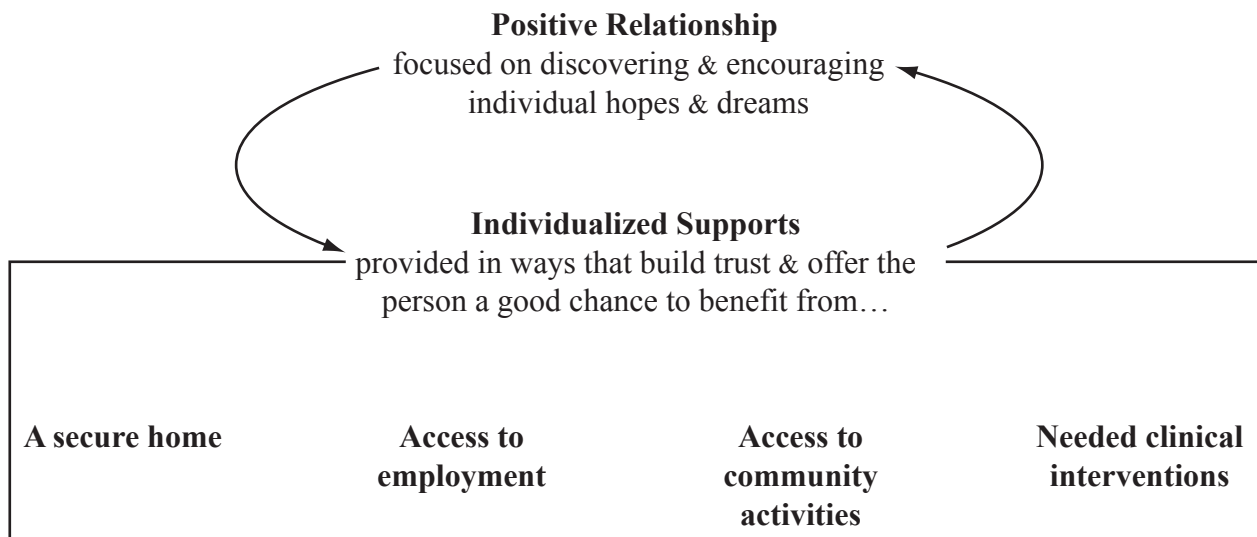 Positive Relationship
focused on discovering & encouraging
individual hopes & dreams
Individualized Supports
provided in ways that build trust & offer the
person a good chance to benefit from…
A secure home
Access to
employment
Access to
community
activities
Needed clinical
interventions